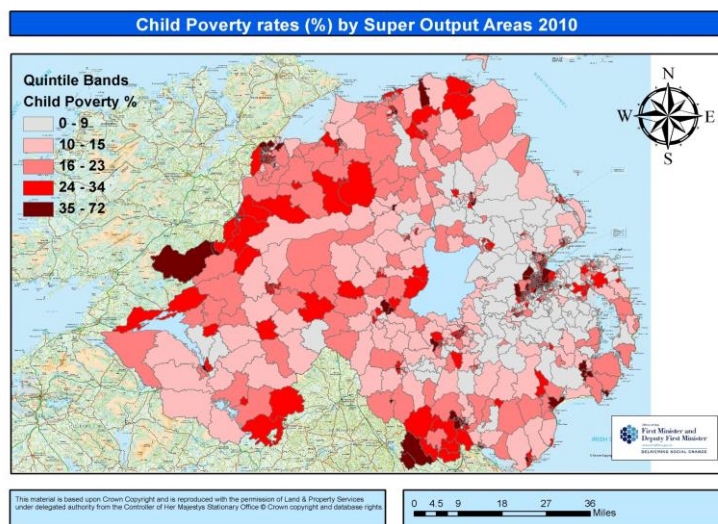 Child Poverty rates (%) by Super Output Areas 2010
Quintile Bands
Child Poverty %
0 - 9
10 - 15
16 - 23
24 - 34
35 - 72
N
W E
S
First Minister and
Deputy First Minister
DELIVERING SOCIAL CHANGE
This material is based upon Crown Copyright and is reproduced with the permission of Land & Property Services
under delegated authority from the Controller of Her Majestys Stationary Office © Crown copyright and database rights
0 4.5 9 18 27 36
Miles